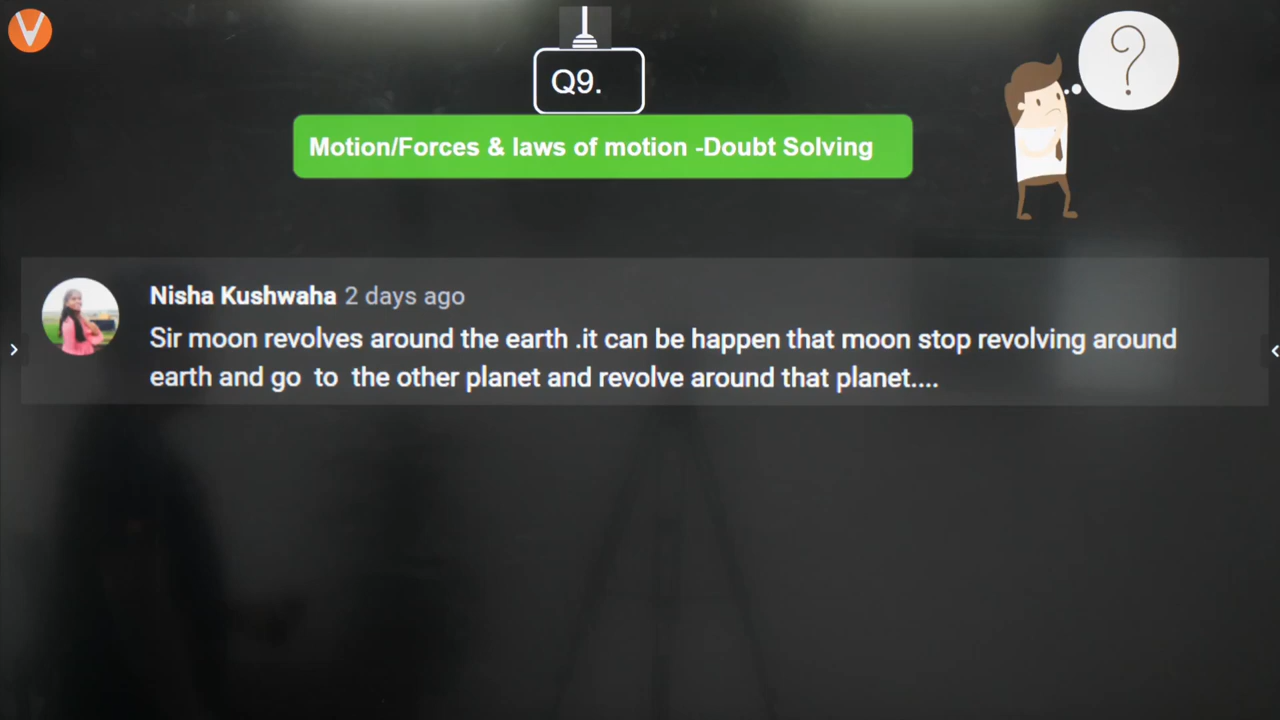 Q9.
Motion/Forces & laws of motion -Doubt Solving
Nisha Kushwaha 2 days ago
Sir moon revolves around the earth .it can be happen that moon stop revolving around
earth and go to the other planet and revolve around that planet....